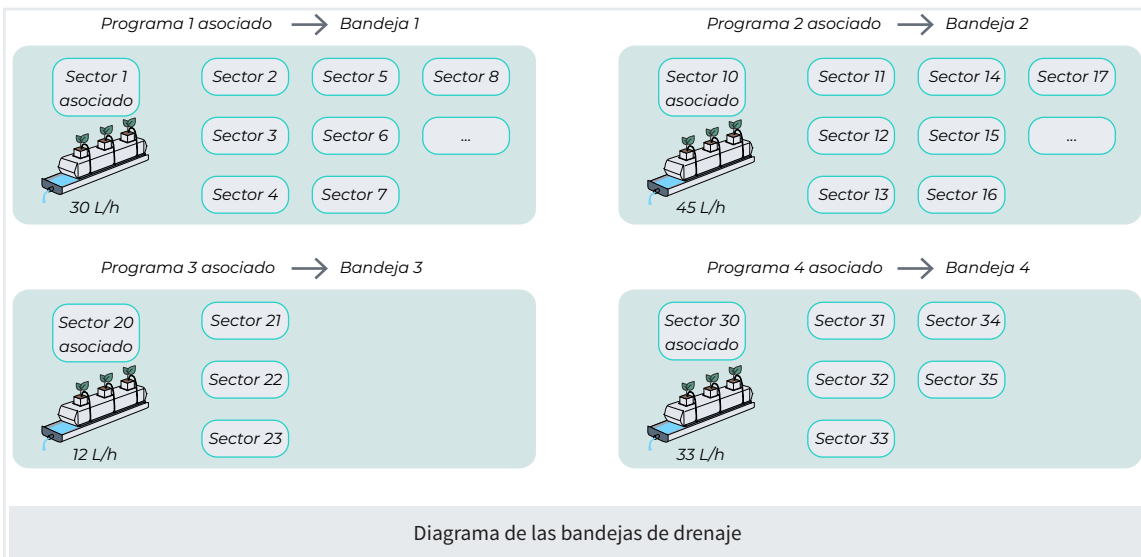 Programa 1 asociado → Bandeja 1
Sector 1
asociado
30 L/h
Sector 2
Sector 3
Sector 4
Sector 5
Sector 6
Sector 7
Sector 8
...
Programa 2 asociado → Bandeja 2
Sector 10
asociado
45 L/h
Sector 11
Sector 12
Sector 13
Sector 14
Sector 15
Sector 16
Sector 17
...
Programa 3 asociado → Bandeja 3
Sector 20
asociado
12 L/h
Sector 21
Sector 22
Sector 23
Programa 4 asociado → Bandeja 4
Sector 30
asociado
33 L/h
Sector 31
Sector 32
Sector 33
Sector 34
Sector 35
Diagrama de las bandejas de drenaje